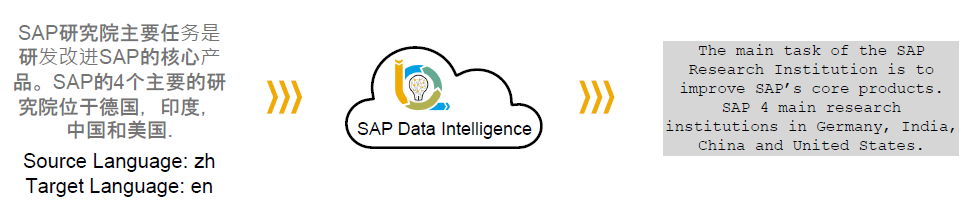 SAP研究院主要任务是
研发改进SAP的核心产
品。SAP的4个主要的研
究院位于德国，印度，
中国和美国.
Source Language: zh
Target Language: en
SAP Data Intelligence
The main task of the SAP
Research Institution is to
improve SAP’s core products.
SAP 4 main research
institutions in Germany, India,
China and United States.